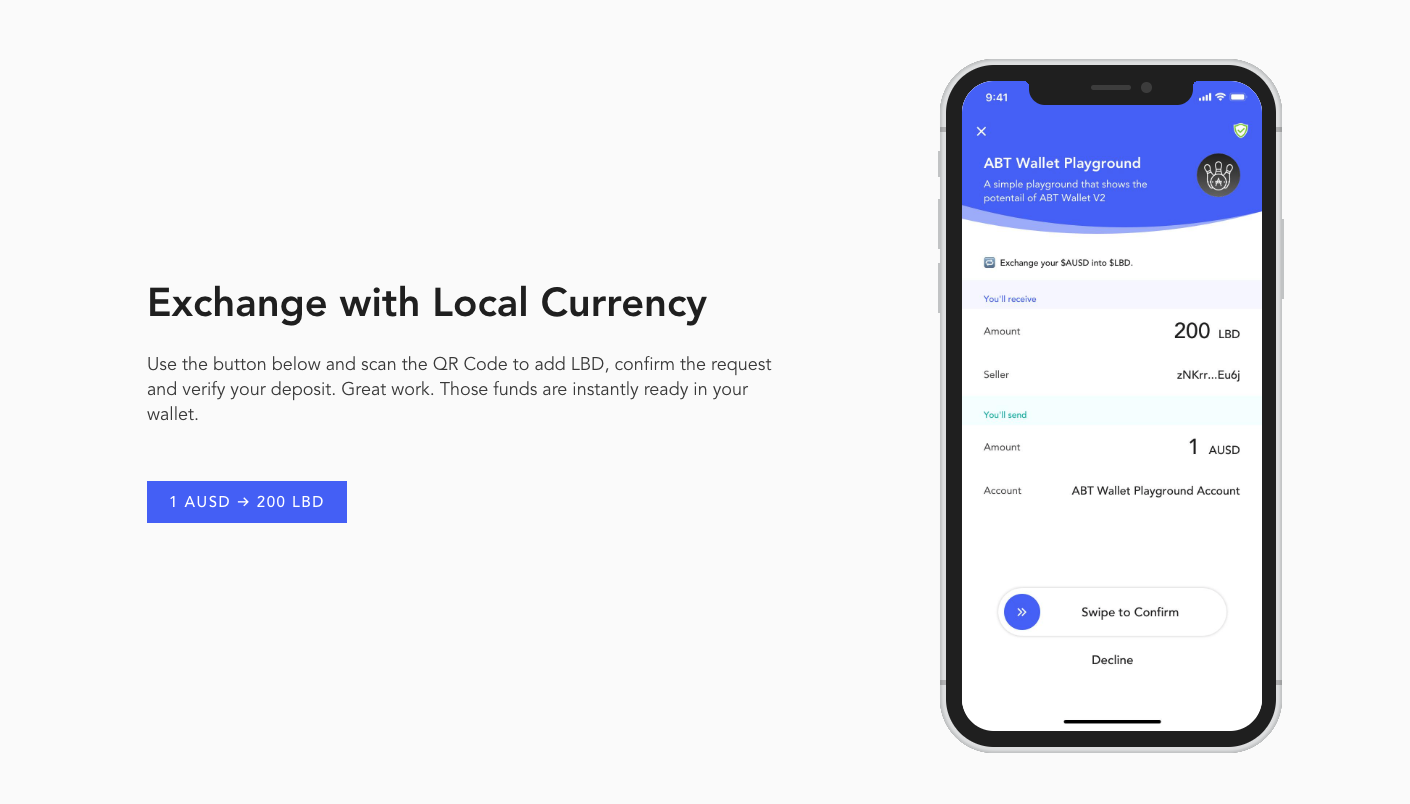 Exchange with Local Currency
Use the button below and scan the QR Code to add LBD, confirm the request
and verify your deposit. Great work. Those funds are instantly ready in your
wallet.
1 AUSD → 200 LBD
9:41
ABT Wallet Playground
A simple playground that shows the
potentail of ABT Wallet V2
Exchange your $AUSD into $LBD.
You'll receive
Amount 200 LBD
Seller zNKrr...Eu6j
You'll send
Amount 1 AUSD
Account ABT Wallet Playground Account
Swipe to Confirm
Decline